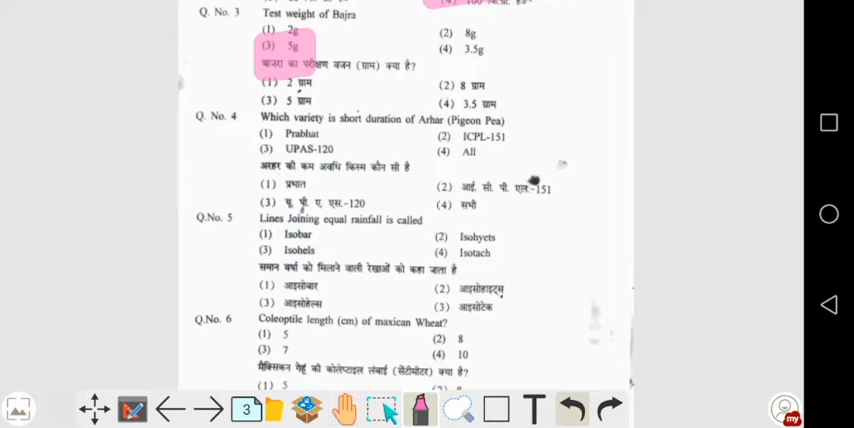 (4) 100
Q. No. 3 Test weight of Bajra
(1) 2g (2) 8g
(3) 5g (4) 3.5g
बाजरा का परीक्षण वजन (ग्राम) क्या है?
(1) 2 ग्राम (2) 8 ग्राम
(3) 5 ग्राम (4) 3.5 ग्राम
Q. No. 4 Which variety is short duration of Arhar (Pigeon Pea)
(1) Prabhat (2) ICPL-151
(3) UPAS-120 (4) All
अरहर की कम अवधि किस्म कौन सी है
(1) प्रभात (2) आई. सी. पी. एल.-151
(3) यू. पी. ए. एस.-120 (4) सभी
Q.No. 5 Lines Joining equal rainfall is called
(1) Isobar (2) Isohyets
(3) Isohels (4) Isotach
समान वर्षा को मिलाने वाली रेखाओं को कहा जाता है
(1) आइसोबार (2) आइसोहाइट्स
(3) आइसोहेल्स (3) आइसोटेक
Q.No. 6 Coleoptile length (cm) of maxican Wheat?
(1) 5 (2) 8
(3) 7 (4) 10
मैक्सिकन गेहूं की कोलेप्टाइल लंबाई (सेंटीमीटर) क्या है?
(1) 5
3
T
my